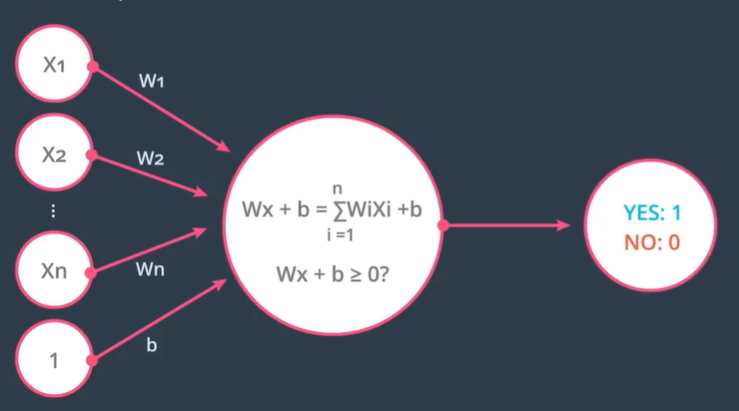 X1
W1
X2
W2
⋮
Xn
Wn
1
b
n
Wx + b = ∑WiXi +b
i =1
Wx + b ≥ 0?
YES: 1
NO: 0